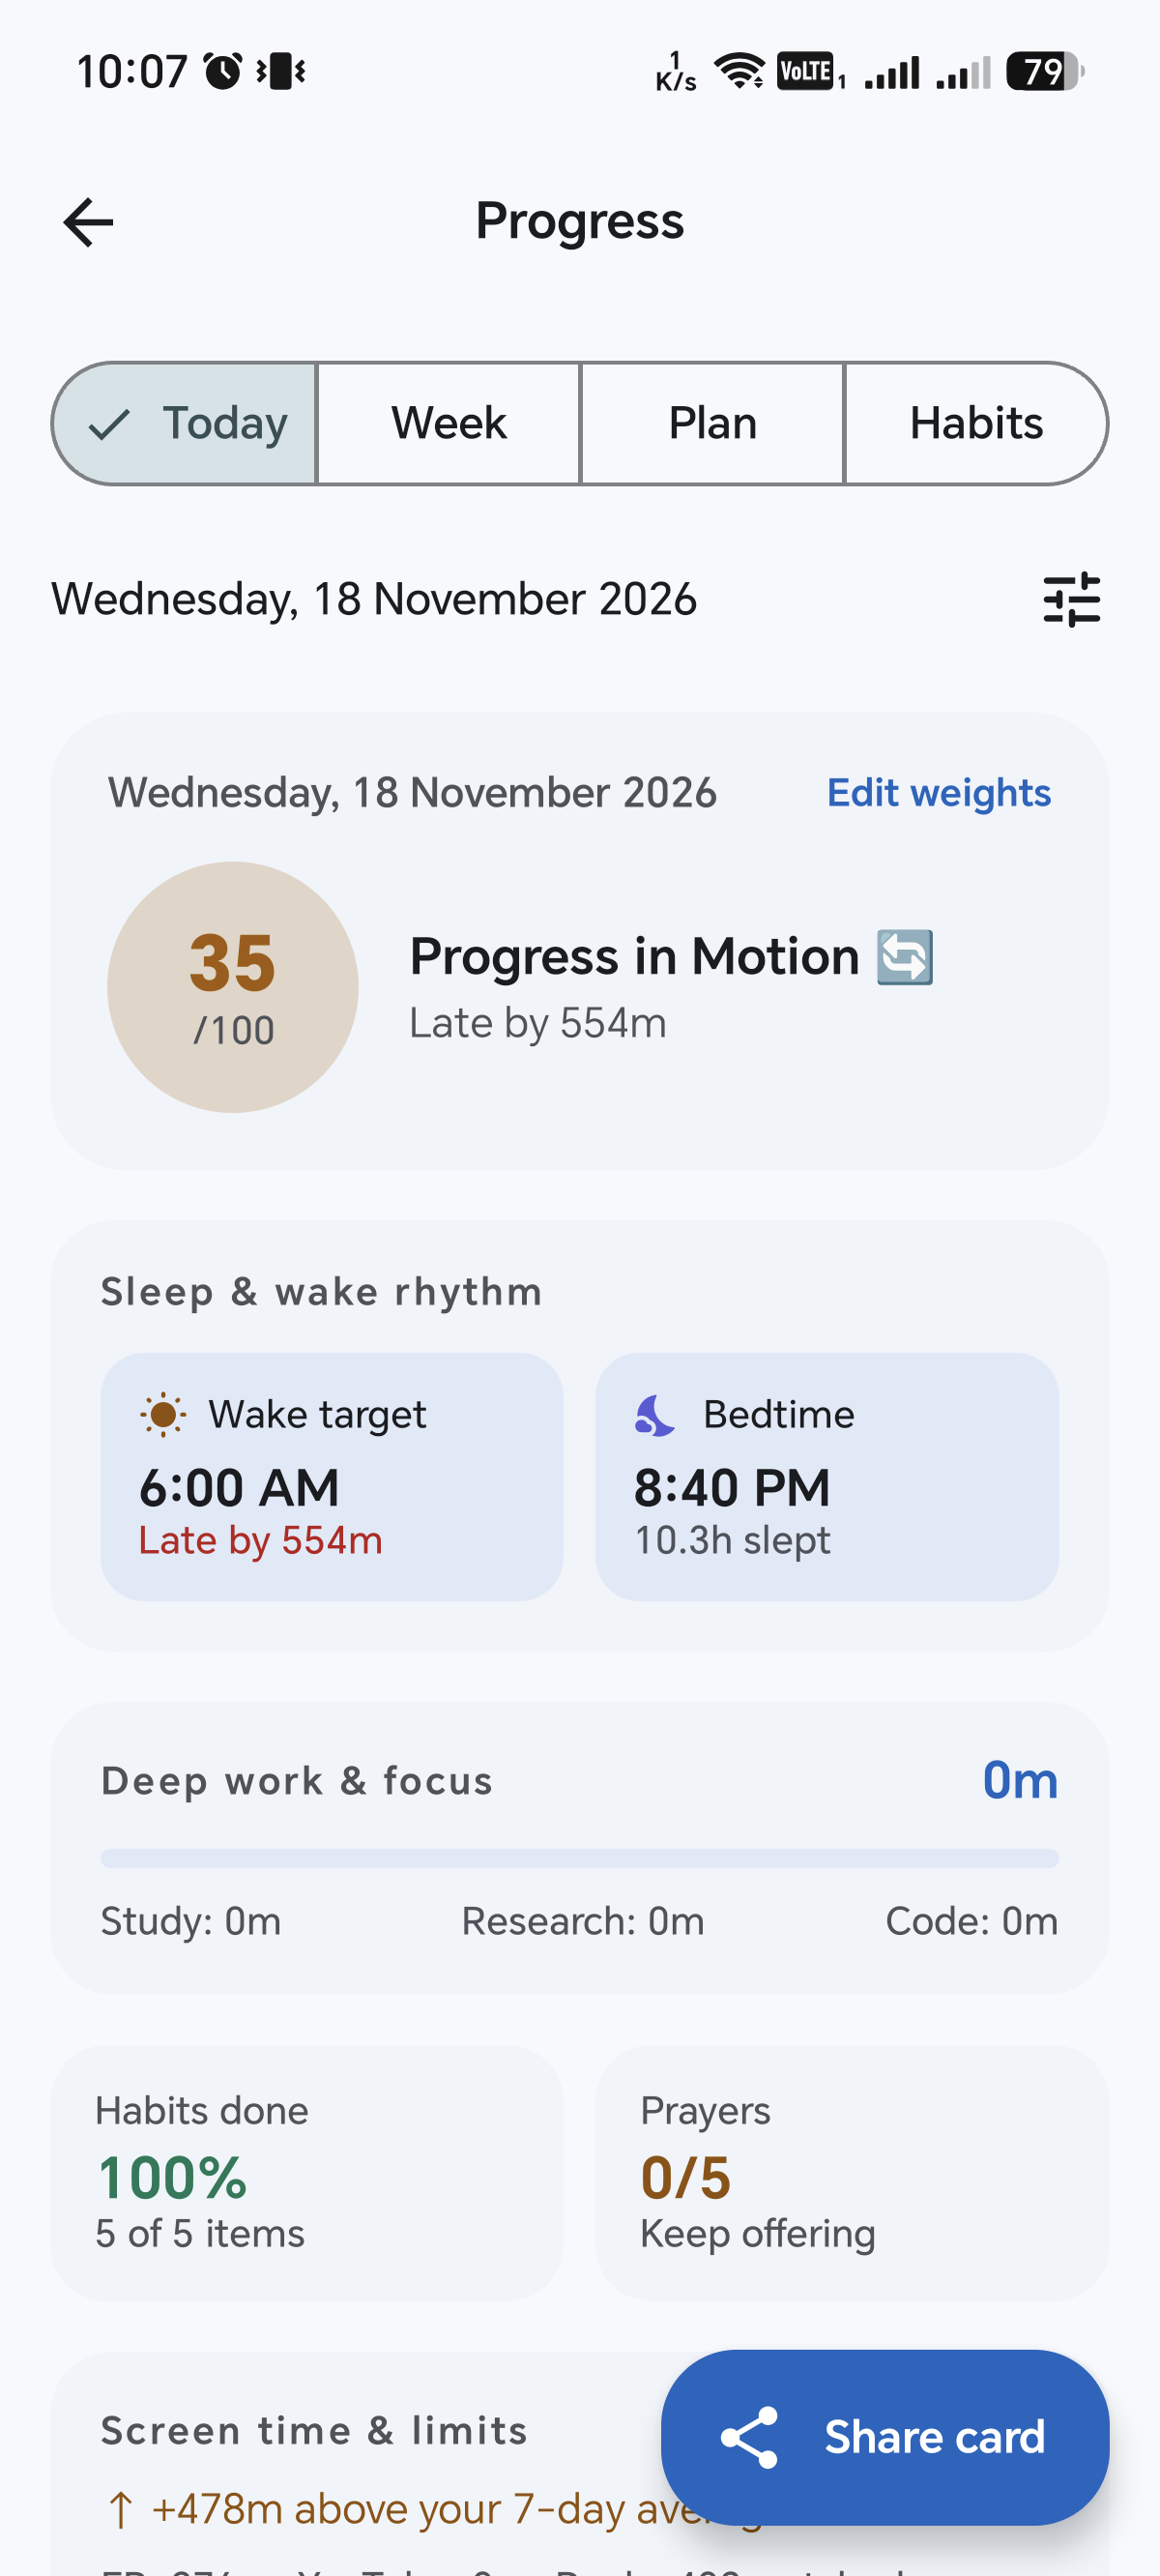 10:07 1 K/s VoLTE 1 79
Progress
Today Week Plan Habits
Wednesday, 18 November 2026
Wednesday, 18 November 2026 Edit weights
35
/100
Progress in Motion 🔄
Late by 554m
Sleep & wake rhythm
Wake target
6:00 AM
Late by 554m
Bedtime
8:40 PM
10.3h slept
Deep work & focus 0m
Study: 0m Research: 0m Code: 0m
Habits done
100%
5 of 5 items
Prayers
0/5
Keep offering
Screen time & limits
Share card
↑ +478m above your 7-day